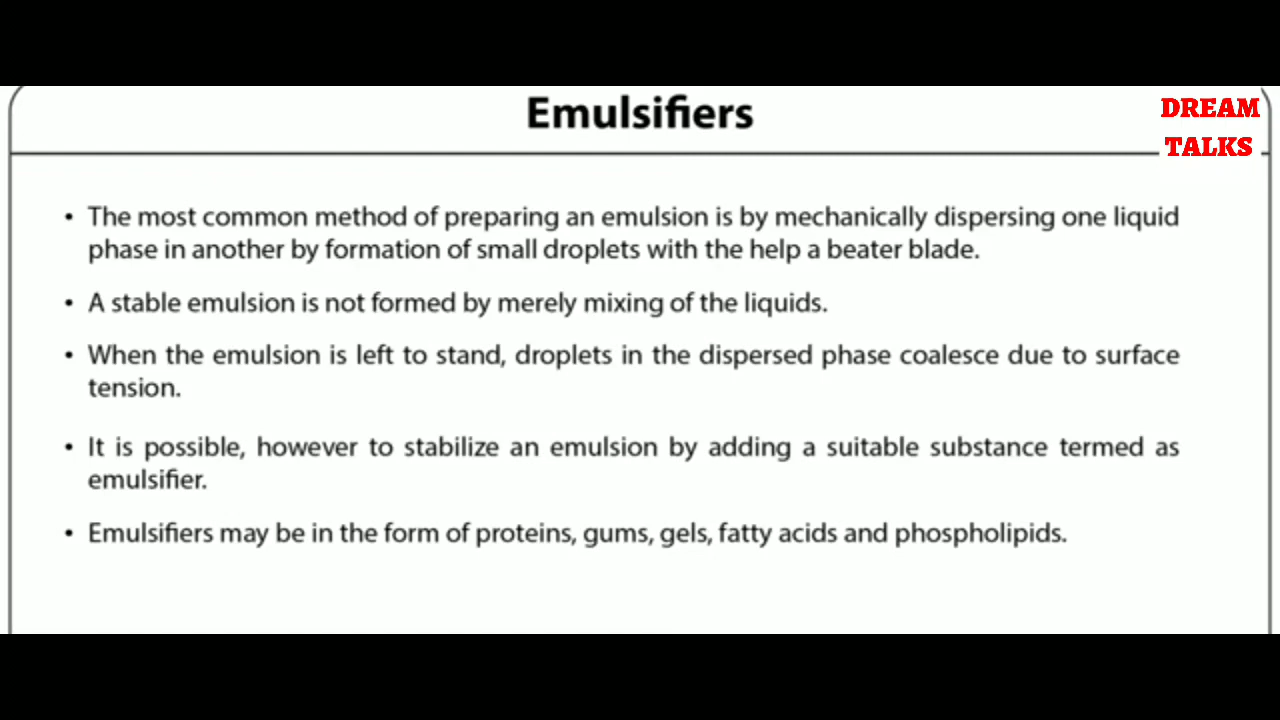 Emulsifiers
DREAM
TALKS
• The most common method of preparing an emulsion is by mechanically dispersing one liquid
phase in another by formation of small droplets with the help a beater blade.
• A stable emulsion is not formed by merely mixing of the liquids.
• When the emulsion is left to stand, droplets in the dispersed phase coalesce due to surface
tension.
• It is possible, however to stabilize an emulsion by adding a suitable substance termed as
emulsifier.
• Emulsifiers may be in the form of proteins, gums, gels, fatty acids and phospholipids.